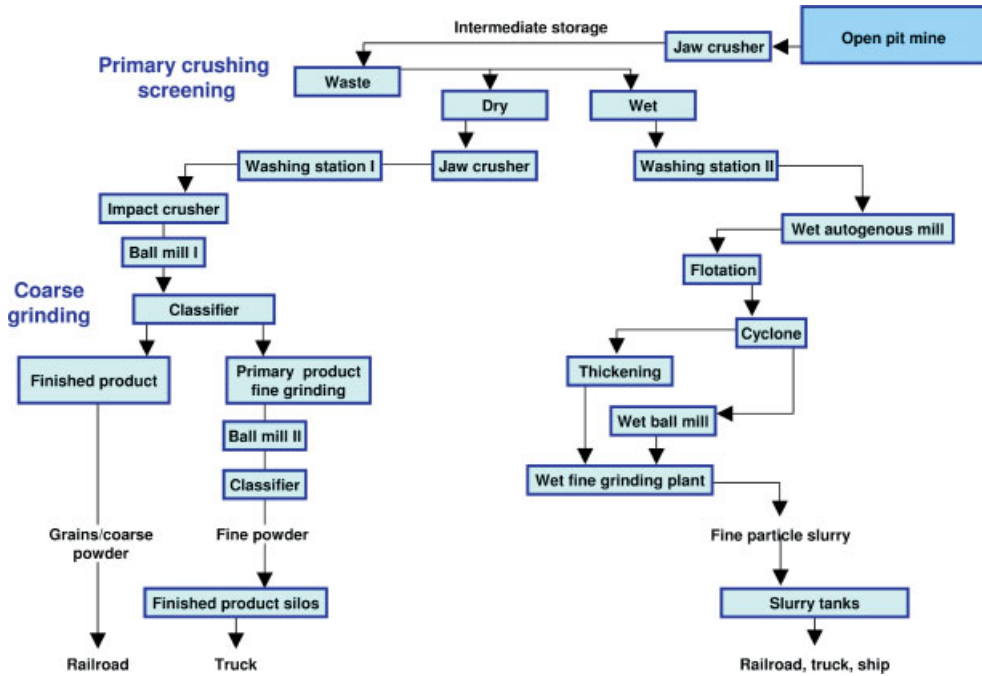 Intermediate storage
Jaw crusher
Open pit mine
Primary crushing
screening
Waste
Dry
Wet
Washing station I
Jaw crusher
Washing station II
Impact crusher
Wet autogenous mill
Ball mill I
Flotation
Coarse
grinding
Classifier
Cyclone
Finished product
Primary product
fine grinding
Thickening
Ball mill II
Wet ball mill
Classifier
Wet fine grinding plant
Grains/coarse
powder
Fine powder
Fine particle slurry
Finished product silos
Slurry tanks
Railroad
Truck
Railroad, truck, ship